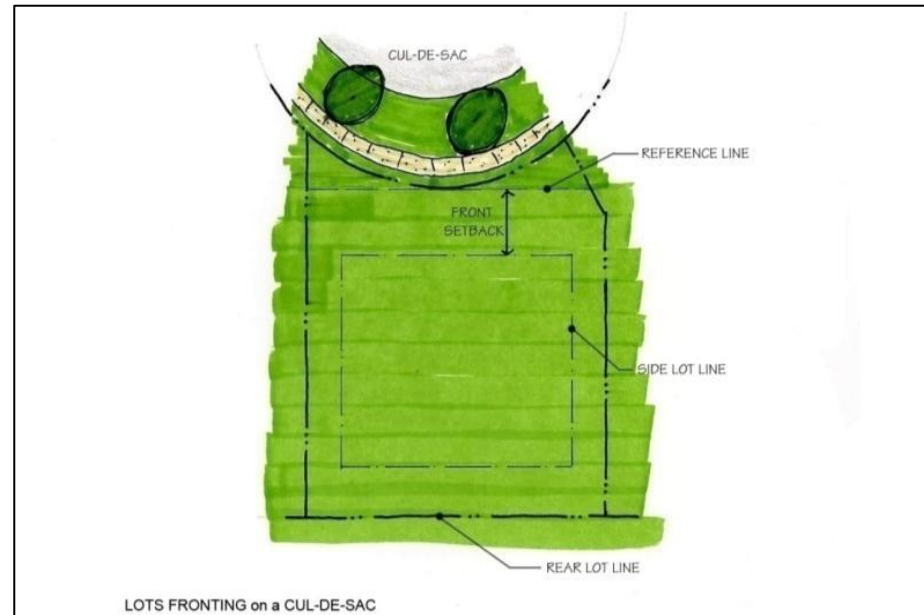 CUL-DE-SAC
REFERENCE LINE
FRONT
SETBACK
SIDE LOT LINE
REAR LOT LINE
LOTS FRONTING on a CUL-DE-SAC